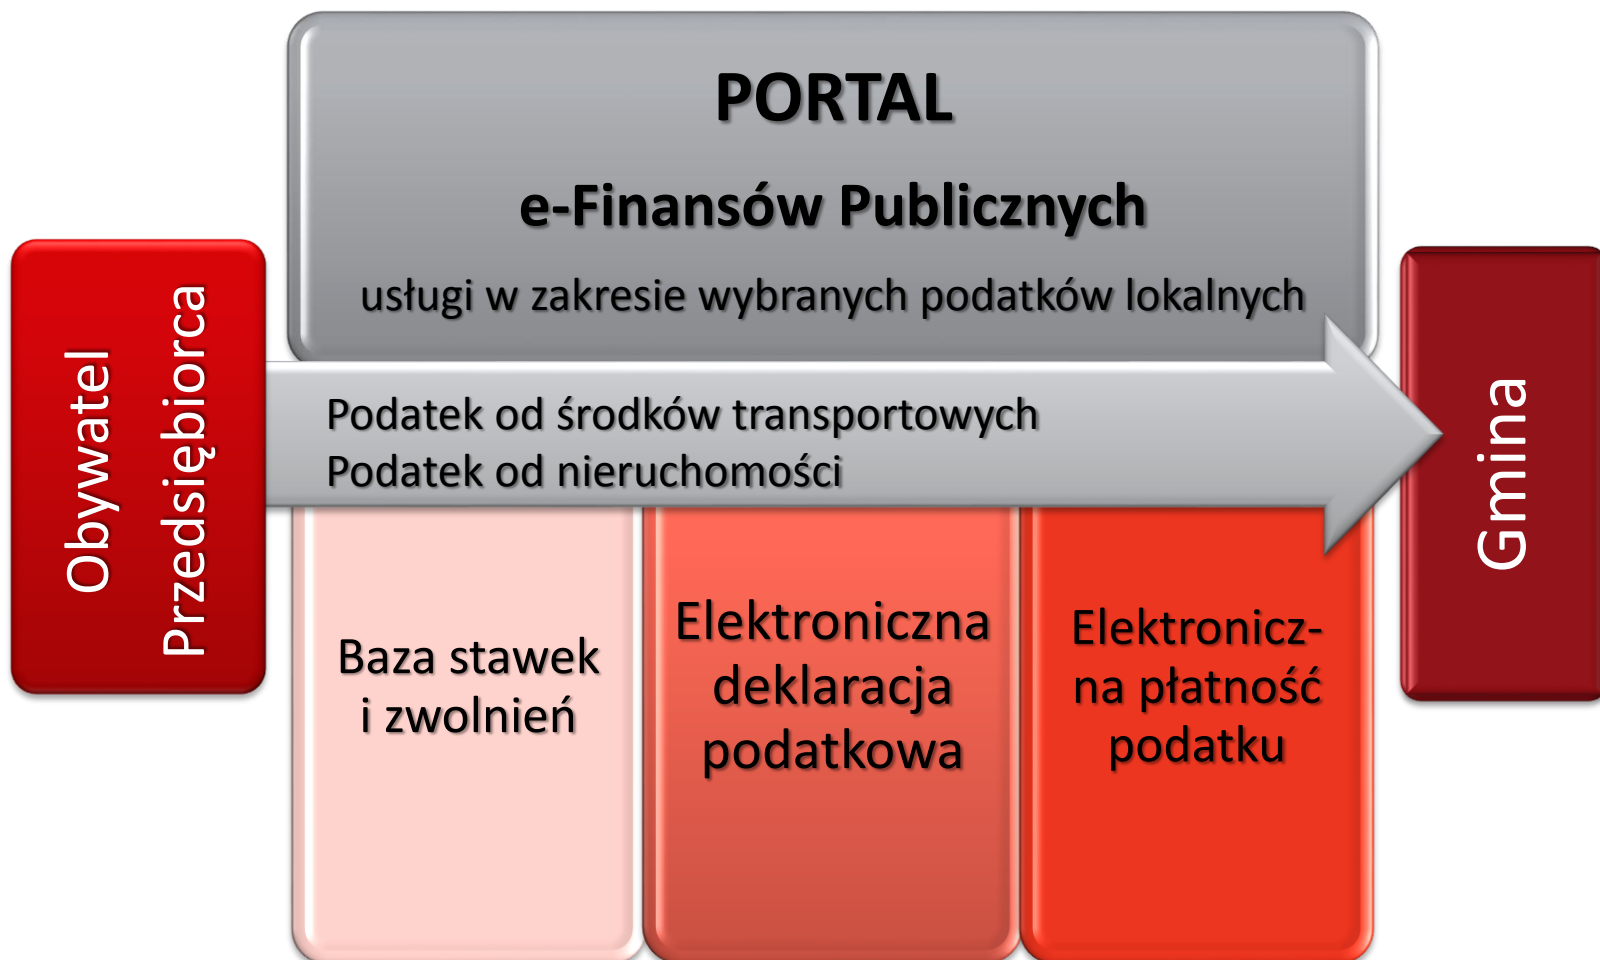 PORTAL
e-Finansów Publicznych
usługi w zakresie wybranych podatków lokalnych
Obywatel
Przedsiębiorca
Podatek od środków transportowych
Podatek od nieruchomości
Gmina
Baza stawek
i zwolnień
Elektroniczna
deklaracja
podatkowa
Elektronicz-
na płatność
podatku